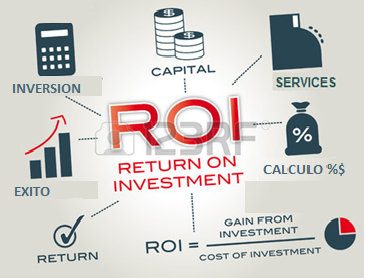 CAPITAL
INVERSION
SERVICES
ROI
RETURN ON
INVESTMENT
%
EXITO
CALCULO %$
RETURN
ROI = GAIN FROM
INVESTMENT
COST OF INVESTMENT